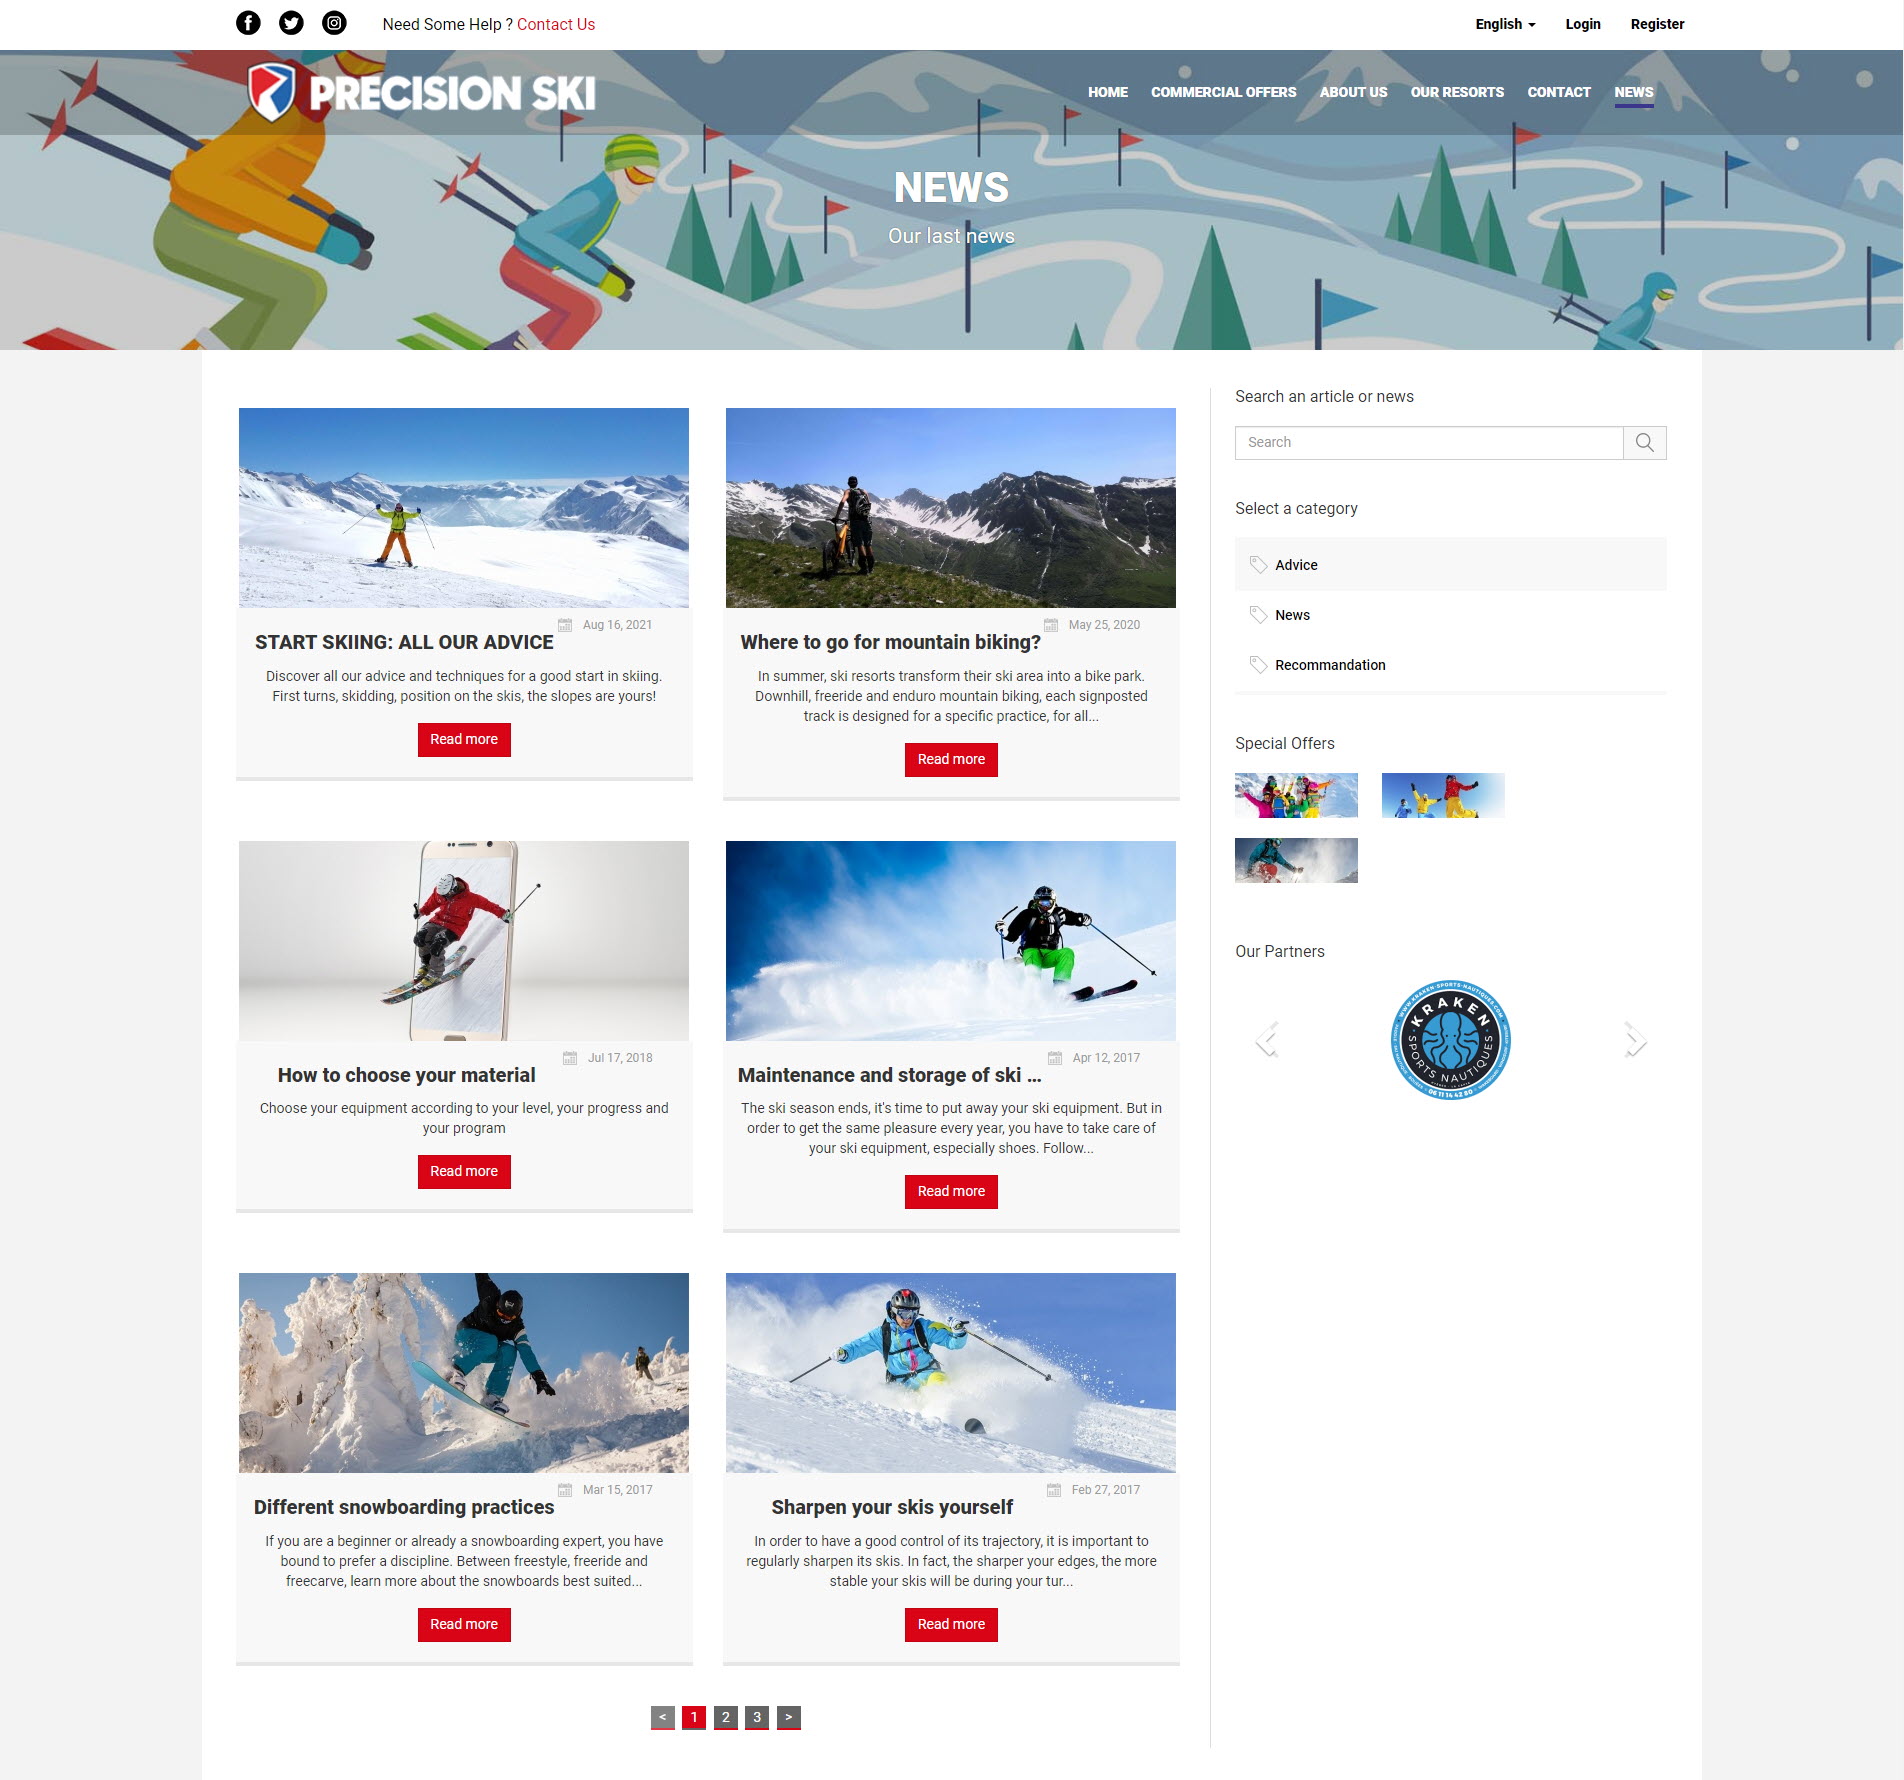 Need Some Help ? Contact Us
English
Login
Register
PRECISION SKI
HOME
COMMERCIAL OFFERS
ABOUT US
OUR RESORTS
CONTACT
NEWS
NEWS
Our last news
Aug 16, 2021
START SKIING: ALL OUR ADVICE
Discover all our advice and techniques for a good start in skiing.
First turns, skidding, position on the skis, the slopes are yours!
Read more
May 25, 2020
Where to go for mountain biking?
In summer, ski resorts transform their ski area into a bike park.
Downhill, freeride and enduro mountain biking, each signposted
track is designed for a specific practice, for all...
Read more
Jul 17, 2018
How to choose your material
Choose your equipment according to your level, your progress and
your program
Read more
Apr 12, 2017
Maintenance and storage of ski ...
The ski season ends, it's time to put away your ski equipment. But in
order to get the same pleasure every year, you have to take care of
your ski equipment, especially shoes. Follow...
Read more
Mar 15, 2017
Different snowboarding practices
If you are a beginner or already a snowboarding expert, you have
bound to prefer a discipline. Between freestyle, freeride and
freecarve, learn more about the snowboards best suited...
Read more
Feb 27, 2017
Sharpen your skis yourself
In order to have a good control of its trajectory, it is important to
regularly sharpen its skis. In fact, the sharper your edges, the more
stable your skis will be during your tur...
Read more
< 1 2 3 >
Search an article or news
Search
Select a category
Advice
News
Recommandation
Special Offers
Our Partners
WWW.KRAKEN-SPORTS-NAUTIQUES.COM
KRAKEN
SPORTS NAUTIQUES
06 11 14 42 80